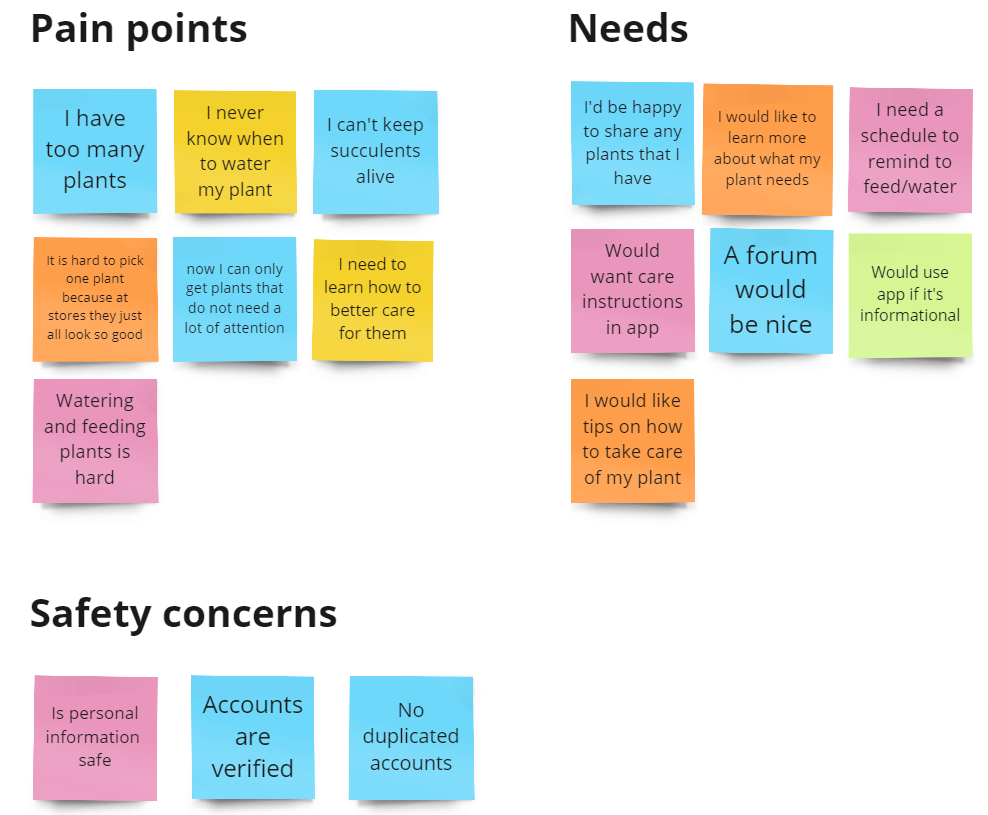 Pain points
I have
too many
plants
I never
know when
to water
my plant
I can't keep
succulents
alive
It is hard to pick
one plant
because at
stores they just
all look so good
now I can only
get plants that
do not need a
lot of attention
I need to
learn how to
better care
for them
Watering
and feeding
plants is
hard
Needs
I'd be happy
to share any
plants that I
have
I would like to
learn more
about what my
plant needs
I need a
schedule to
remind to
feed/water
Would
want care
instructions
in app
A forum
would
be nice
Would use
app if it's
informational
I would like
tips on how
to take care
of my plant
Safety concerns
Is personal
information
safe
Accounts
are
verified
No
duplicated
accounts